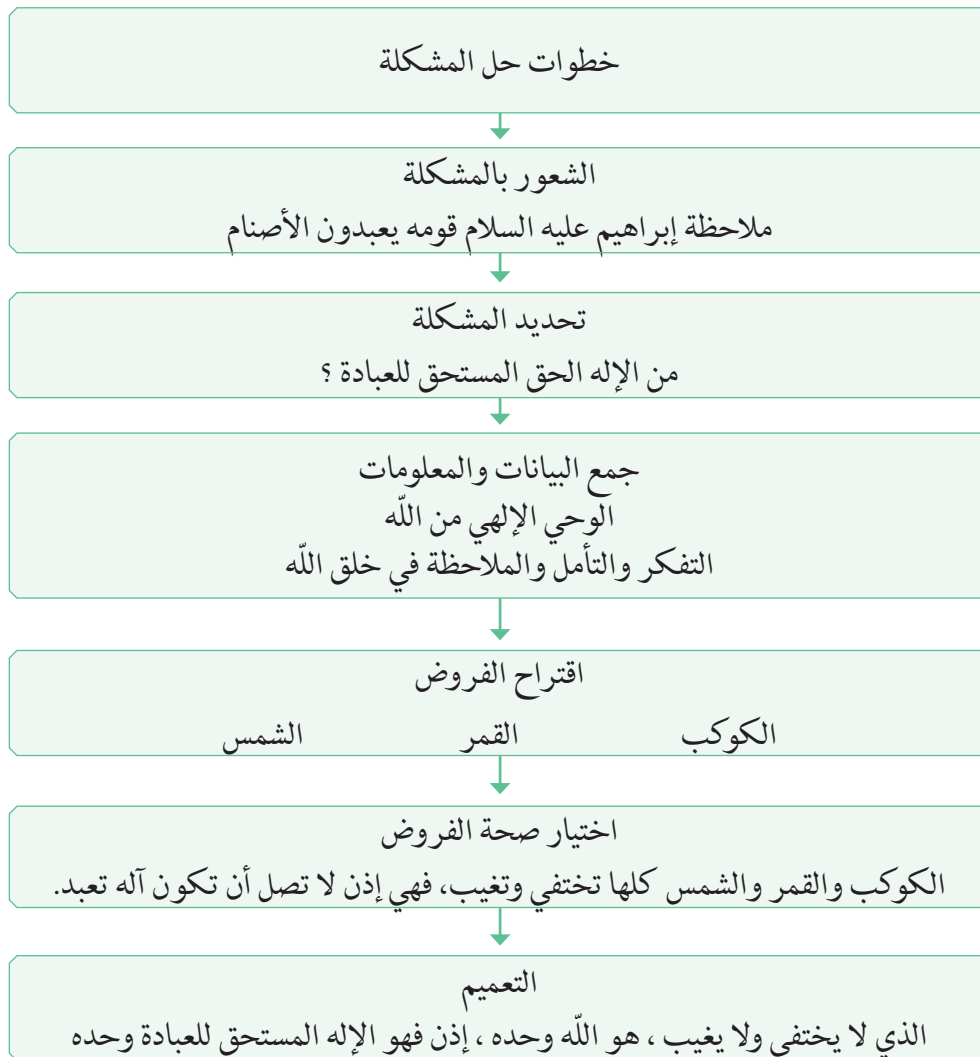 خطوات حل المشكلة
الشعور بالمشكلة
ملاحظة إبراهيم عليه السلام قومه يعبدون الأصنام
تحديد المشكلة
من الإله الحق المستحق للعبادة ؟
جمع البيانات والمعلومات
الوحي الإلهي من اللّه
التفكر والتأمل والملاحظة في خلق اللّه
اقتراح الفروض
الكوكب القمر الشمس
اختيار صحة الفروض
الكوكب والقمر والشمس كلها تختفي وتغيب، فهي إذن لا تصل أن تكون آله تعبد.
التعميم
الذي لا يختفي ولا يغيب ، هو اللّه وحده ، إذن فهو الإله المستحق للعبادة وحده